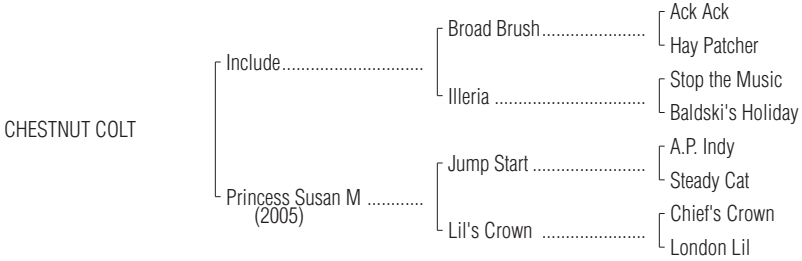 Ack Ack
Broad Brush......................
Hay Patcher
Include.............................
Stop the Music
Illeria ...............................
Baldski's Holiday
CHESTNUT COLT
A.P. Indy
Jump Start .......................
Steady Cat
Princess Susan M ............
(2005)
Chief's Crown
Lil's Crown .....................
London Lil